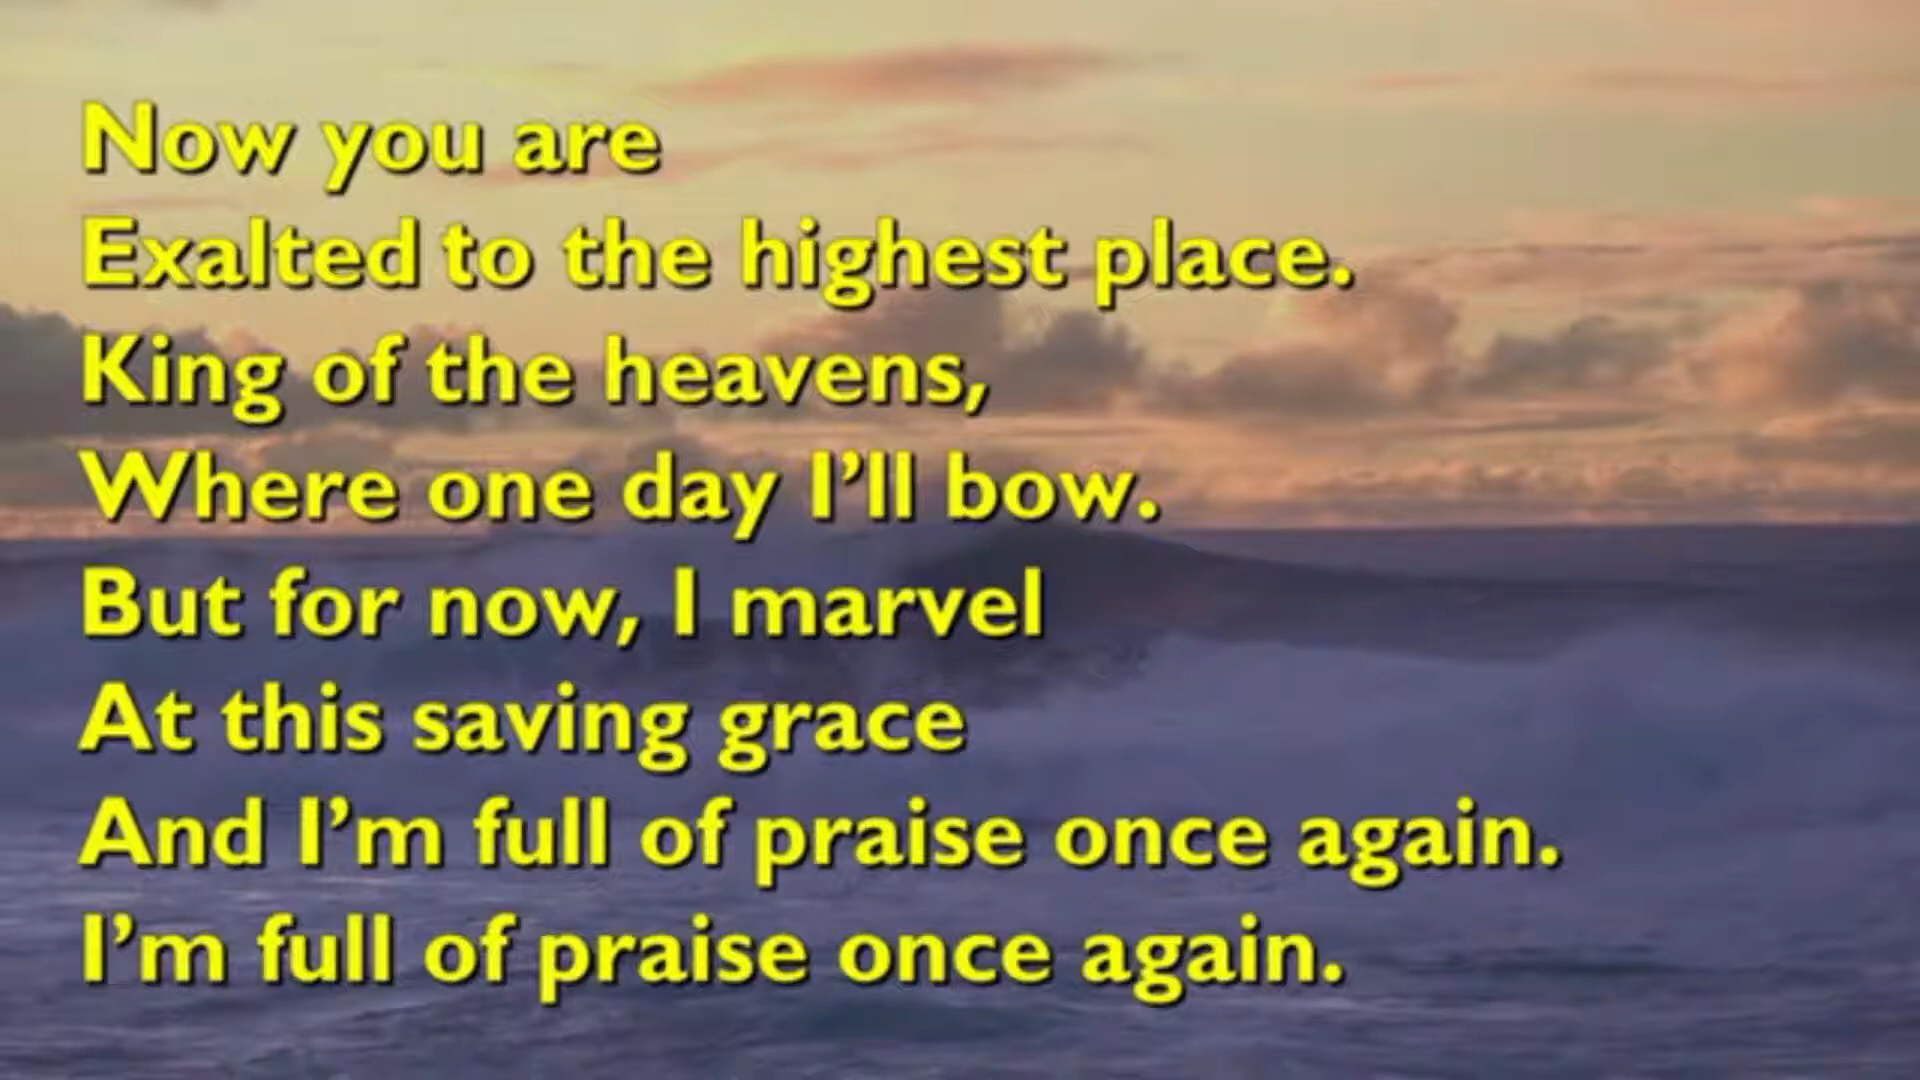 Now you are
Exalted to the highest place.
King of the heavens,
Where one day I’ll bow.
But for now, I marvel
At this saving grace
And I’m full of praise once again.
I’m full of praise once again.